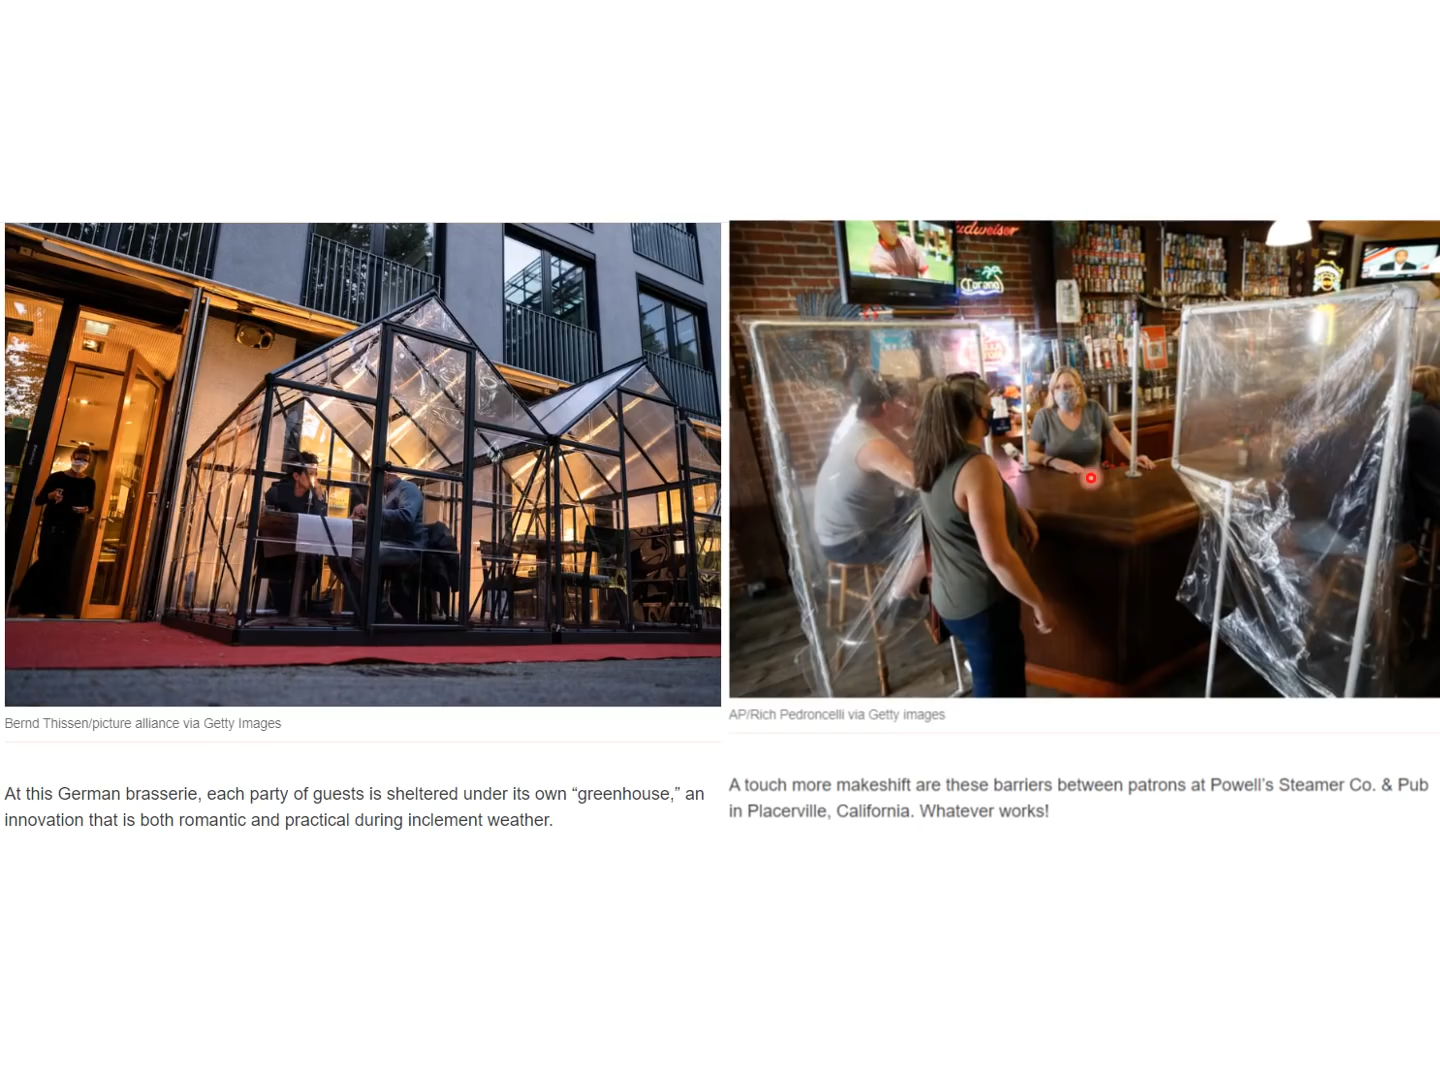 udweiser
Corona
Bernd Thissen/picture alliance via Getty Images
At this German brasserie, each party of guests is sheltered under its own “greenhouse,” an
innovation that is both romantic and practical during inclement weather.
AP/Rich Pedroncelli via Getty images
A touch more makeshift are these barriers between patrons at Powell’s Steamer Co. & Pub
in Placerville, California. Whatever works!